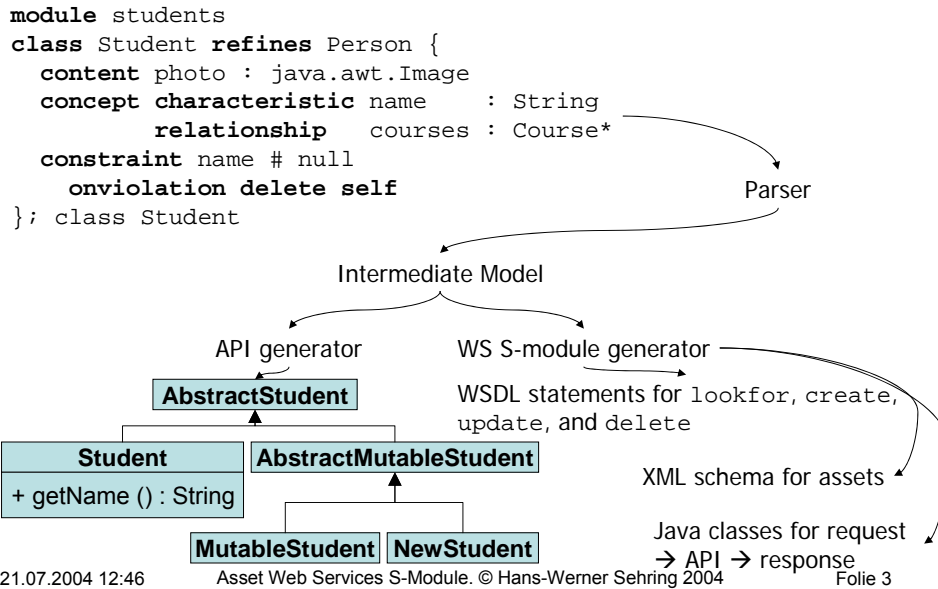 module students
class Student refines Person {
content photo : java.awt.Image
concept characteristic name : String
relationship courses : Course*
constraint name # null
onviolation delete self
}; class Student
Parser
Intermediate Model
API generator
WS S-module generator
AbstractStudent
WSDL statements for lookfor, create,
update, and delete
Student
AbstractMutableStudent
+ getName () : String
XML schema for assets
MutableStudent
NewStudent
Java classes for request
→ API → response
21.07.2004 12:46
Asset Web Services S-Module. © Hans-Werner Sehring 2004
Folie 3